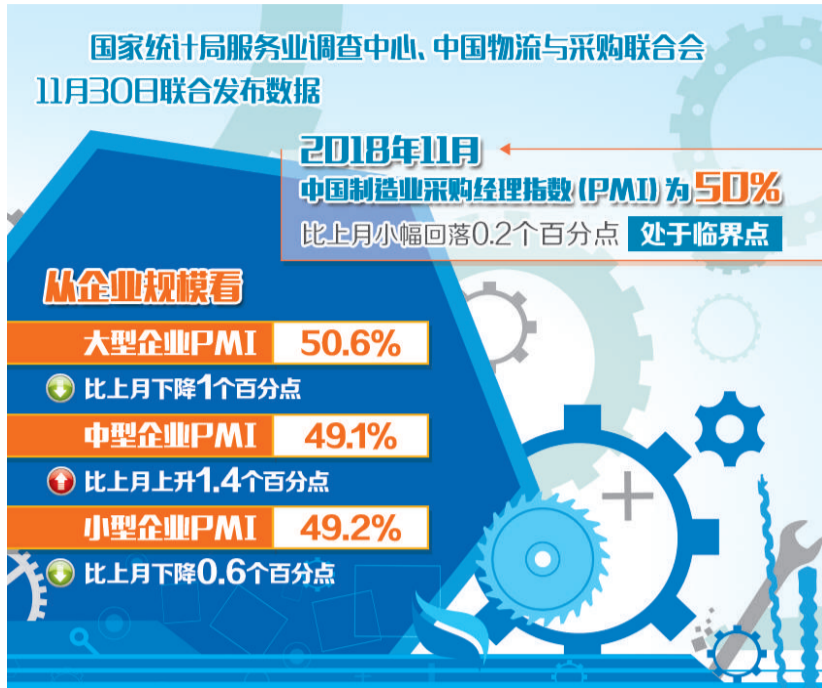 国家统计局服务业调查中心、中国物流与采购联合会
11月30日联合发布数据
2018年11月
中国制造业采购经理指数(PMI)为50%
比上月小幅回落0.2个百分点 处于临界点
从企业规模看
大型企业PMI 50.6%
比上月下降1个百分点
中型企业PMI 49.1%
比上月上升1.4个百分点
小型企业PMI 49.2%
比上月下降0.6个百分点